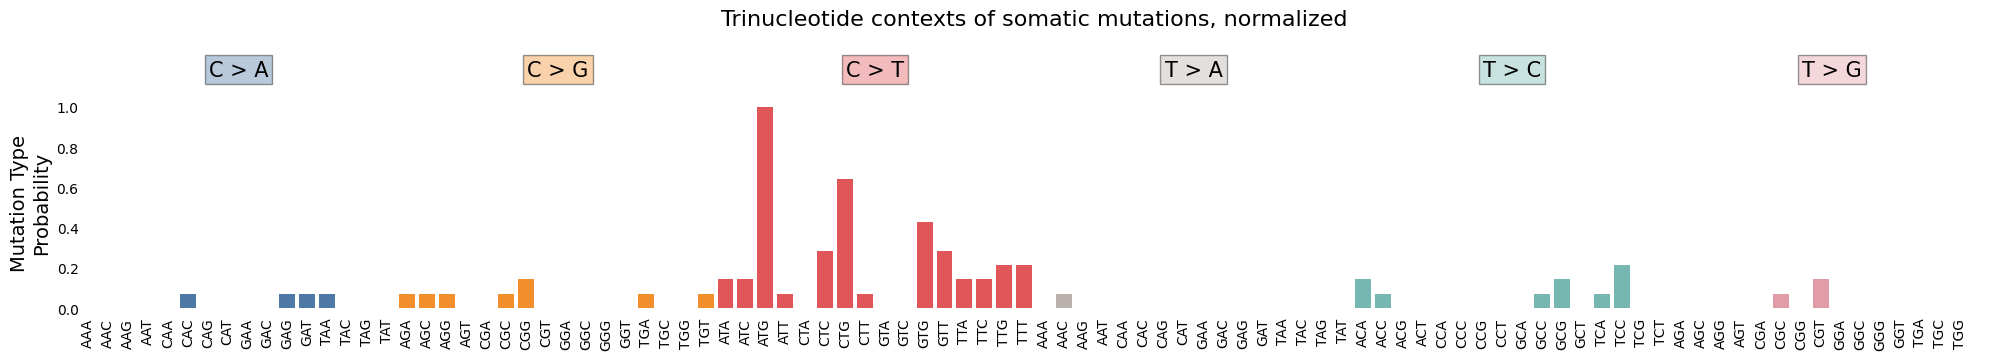 Trinucleotide contexts of somatic mutations, normalized
C > A C > G C > T T > A T > C T > G
Mutation Type
Probability
1.0
0.8
0.6
0.4
0.2
0.0
AAA AAC AAG AAT CAA CAC CAG CAT GAA GAC GAG GAT TAA TAC TAG TAT AGA AGC AGG AGT CGA CGC CGG CGT GGA GGC GGG GGT TGA TGC TGG TGT ATA ATC ATG ATT CTA CTC CTG CTT GTA GTC GTG GTT TTA TTC TTG TTT AAA AAC AAG AAT CAA CAC CAG CAT GAA GAC GAG GAT TAA TAC TAG TAT ACA ACC ACG ACT CCA CCC CCG CCT GCA GCC GCG GCT TCA TCC TCG TCT AGA AGC AGG AGT CGA CGC CGG CGT GGA GGC GGG GGT TGA TGC TGG